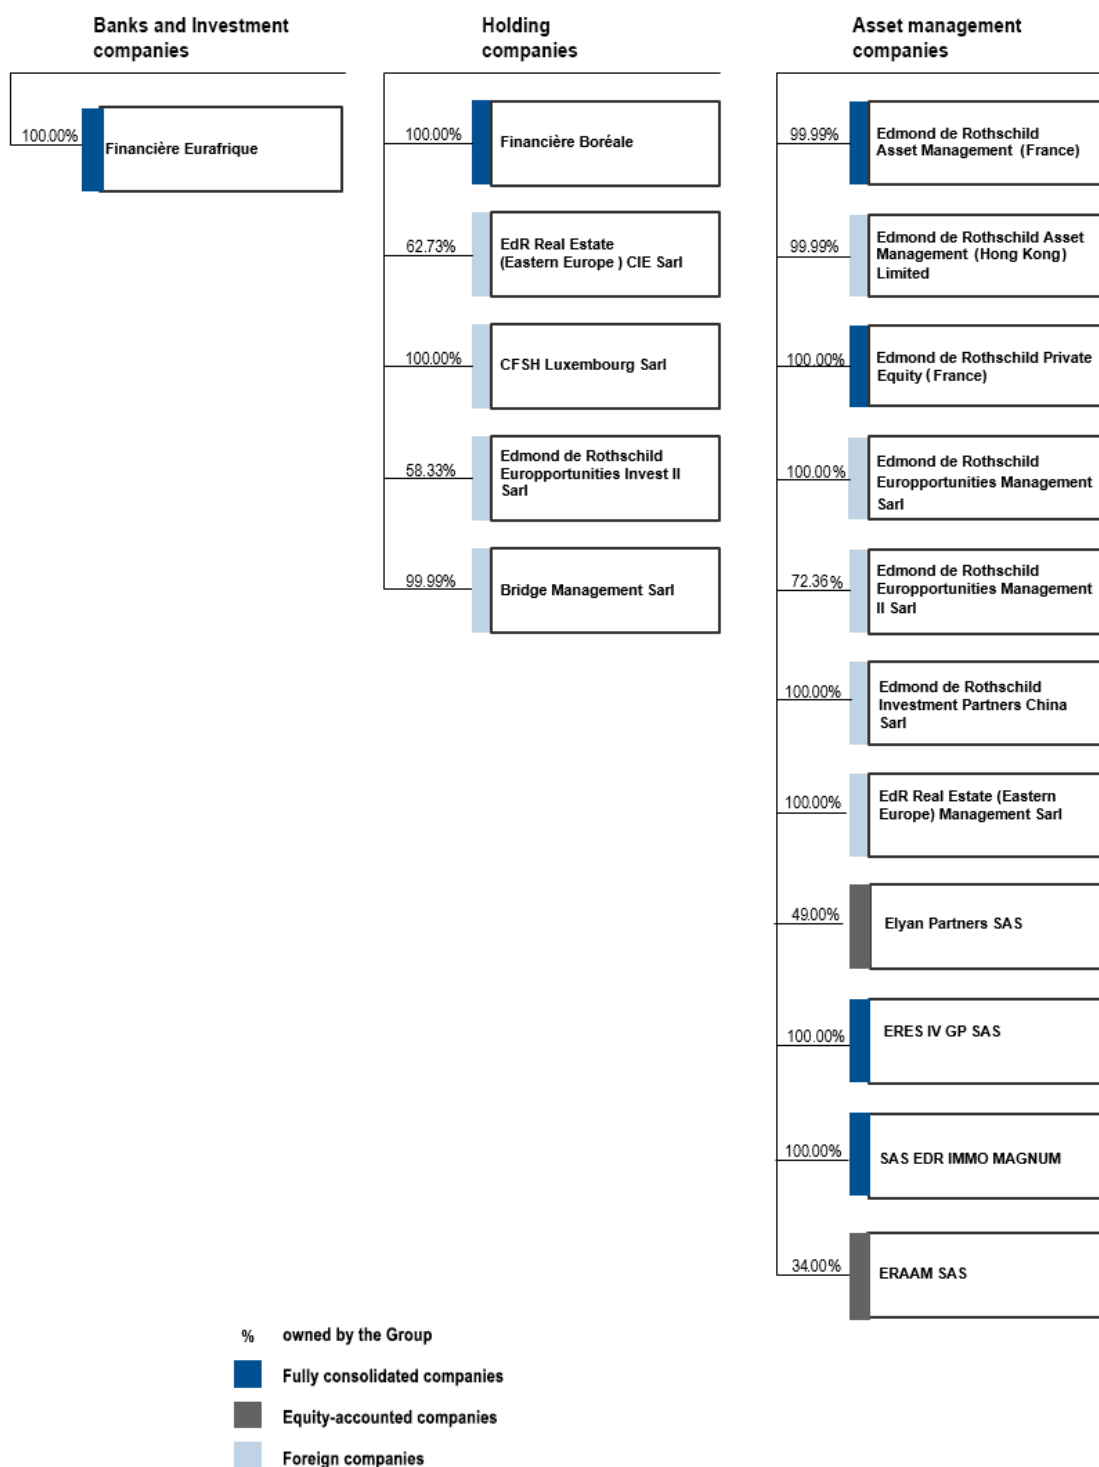 Banks and Investment
companies
100.00%
Financière Eurafrique
Holding
companies
100.00%
Financière Boréale
62.73%
EdR Real Estate
(Eastern Europe ) CIE Sarl
100.00%
CFSH Luxembourg Sarl
58.33%
Edmond de Rothschild
Europportunities Invest II
Sarl
99.99%
Bridge Management Sarl
Asset management
companies
99.99%
Edmond de Rothschild
Asset Management (France)
99.99%
Edmond de Rothschild Asset
Management (Hong Kong)
Limited
100.00%
Edmond de Rothschild Private
Equity (France)
100.00%
Edmond de Rothschild
Europportunities Management
Sarl
72.36%
Edmond de Rothschild
Europportunities Management
II Sarl
100.00%
Edmond de Rothschild
Investment Partners China
Sarl
100.00%
EdR Real Estate (Eastern
Europe) Management Sarl
49.00%
Elyan Partners SAS
100.00%
ERES IV GP SAS
100.00%
SAS EDR IMMO MAGNUM
34.00%
ERAAM SAS
% owned by the Group
Fully consolidated companies
Equity-accounted companies
Foreign companies